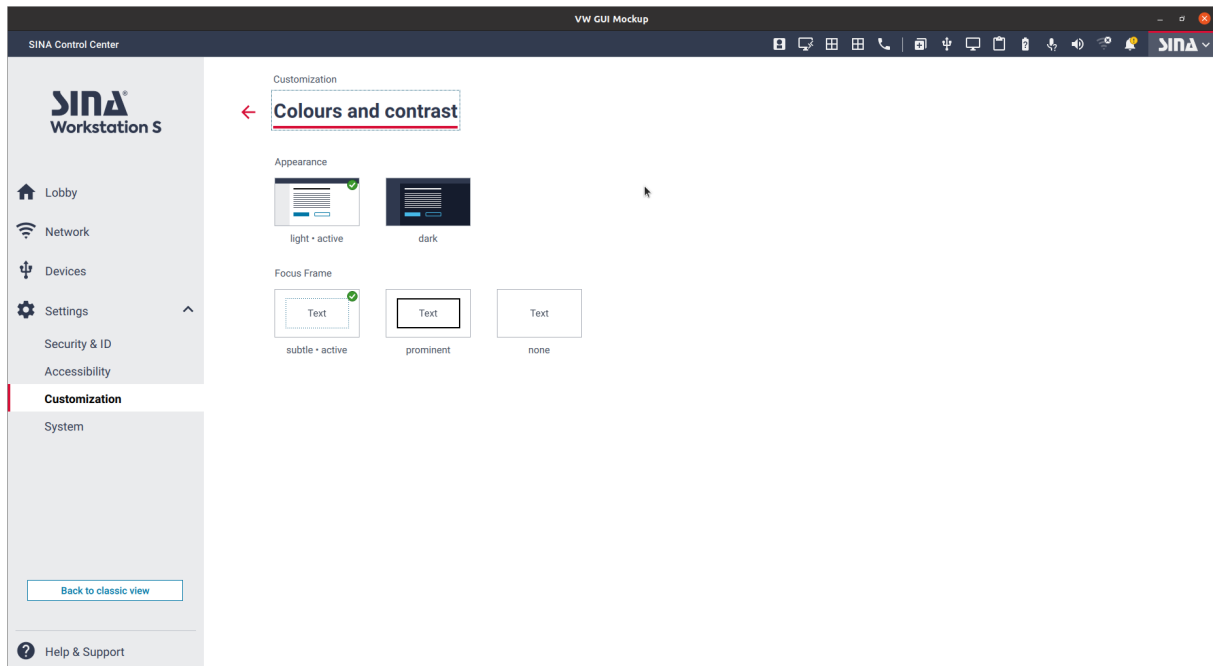 VW GUI Mockup
SINA Control Center
SINA
SINA®
Workstation S
Lobby
Network
Devices
Settings
Security & ID
Accessibility
Customization
System
Back to classic view
Help & Support
Customization
Colours and contrast
Appearance
light • active
dark
Focus Frame
Text
Text
Text
subtle • active
prominent
none